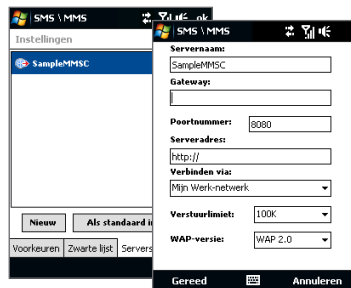 SMS \ MMS
ok
Instellingen
SampleMMSC
Nieuw
Als standaard
Voorkeuren
Zwarte lijst
Servers
SMS \ MMS
Servernaam:
SampleMMSC
Gateway:
Poortnummer: 8080
Serveradres:
http://
Verbinden via:
Mijn Werk-netwerk
Verstuurlimiet: 100K
WAP-versie: WAP 2.0
Gereed
Annuleren